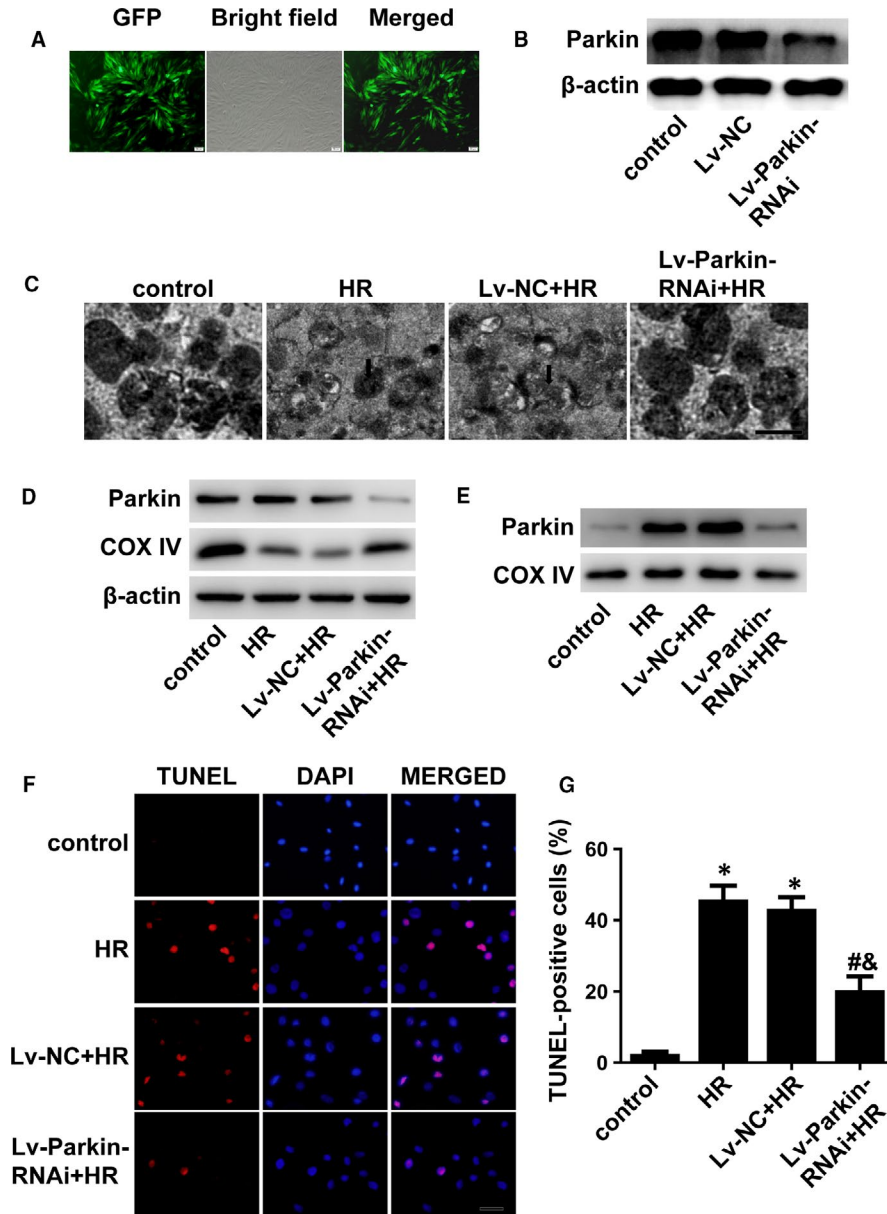 A
GFP Bright field Merged
B
Parkin
β-actin
control
Lv-NC
Lv-Parkin-
RNAi
C
control
HR
Lv-NC+HR
Lv-Parkin-
RNAi+HR
D
Parkin
COX IV
β-actin
control
HR
Lv-NC+HR
Lv-Parkin-
RNAi+HR
E
Parkin
COX IV
control
HR
Lv-NC+HR
Lv-Parkin-
RNAi+HR
F
TUNEL DAPI MERGED
control
HR
Lv-NC+HR
Lv-Parkin-
RNAi+HR
G
TUNEL-positive cells (%)
60
40
20
0
*
*
#&
control
HR
Lv-NC+HR
Lv-Parkin-
RNAi+HR